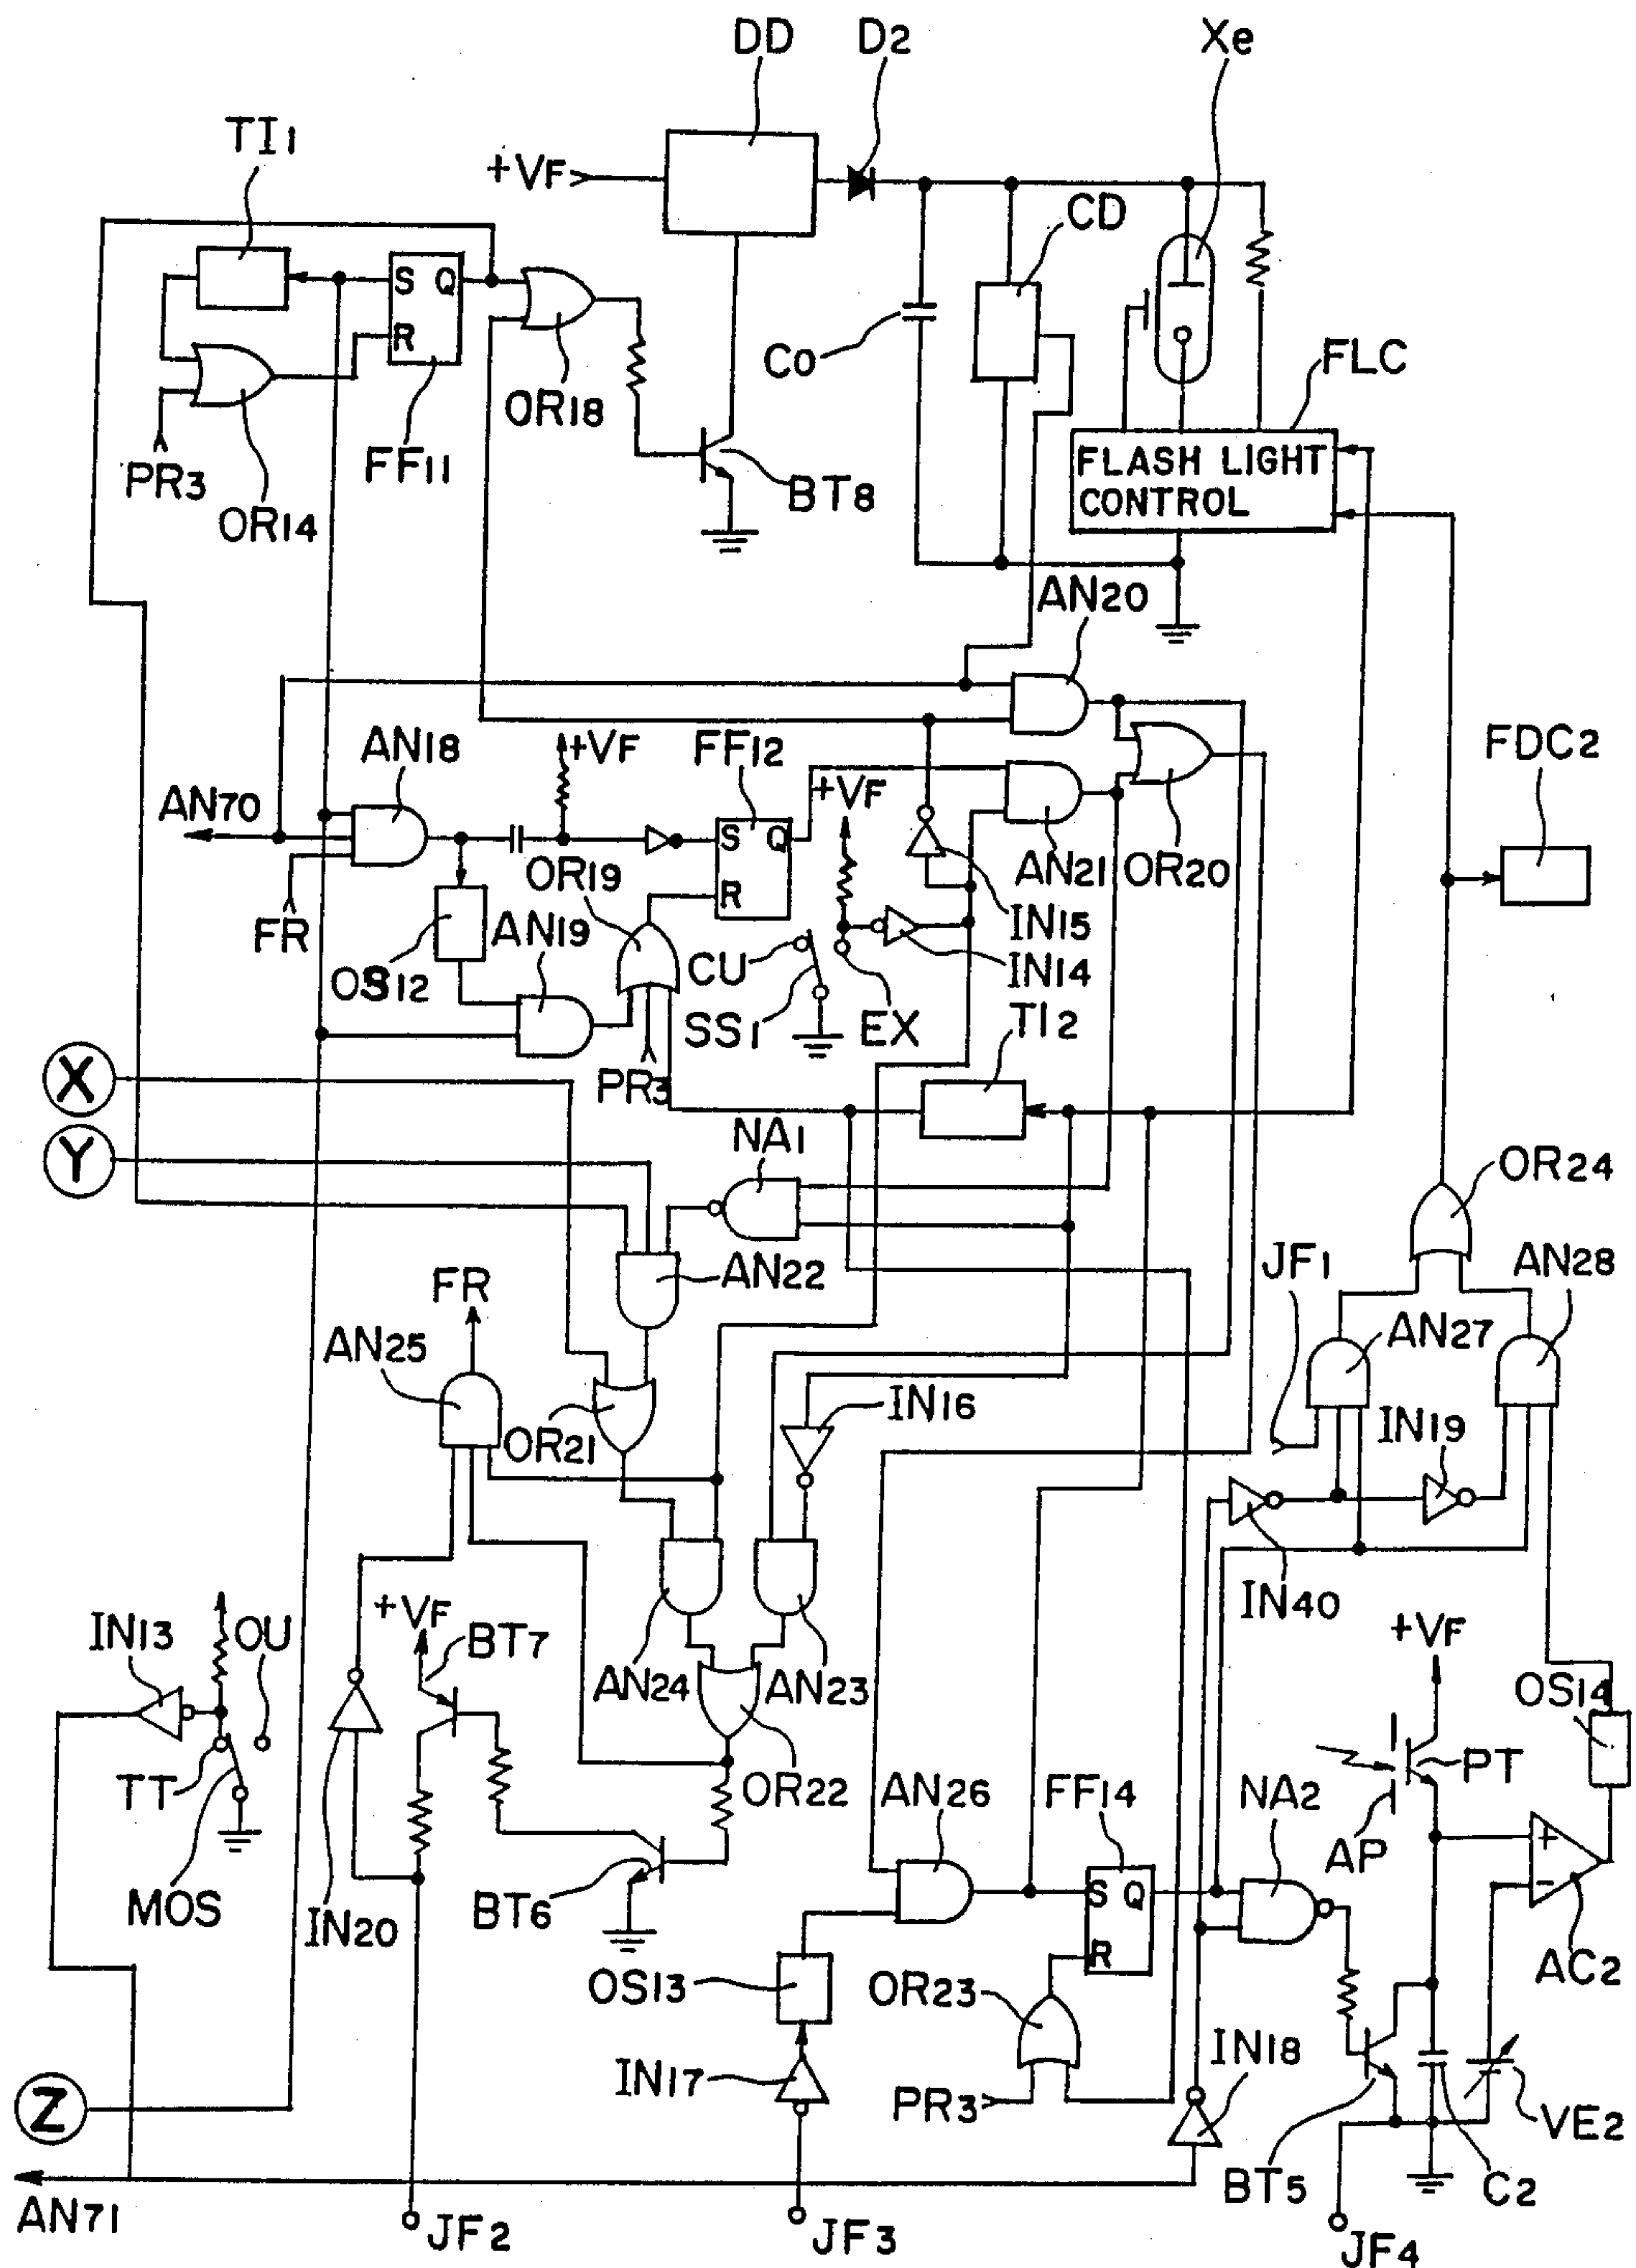 DD
D2
Xe
TI1
+VF
CD
S Q
R
C0
FLC
OR18
FF11
PR3
OR14
BT8
FLASH LIGHT
CONTROL
AN20
AN18
+VF
FF12
FDC2
+VF
AN70
S Q
R
OR19
AN21
OR20
FR
AN19
IN15
OS12
CU
IN14
SS1
EX
TI2
X
PR3
NA1
Y
OR24
AN22
JF1
AN28
FR
AN27
AN25
IN16
IN19
OR21
IN40
+VF
+VF
IN13
OU
BT7
AN24
AN23
OS14
TT
OR22
AN26
FF14
NA2
PT
AP
MOS
S Q
R
IN20
BT6
OS13
OR23
AC2
IN18
IN17
PR3
Z
VE2
BT5
C2
AN71
JF2
JF3
JF4